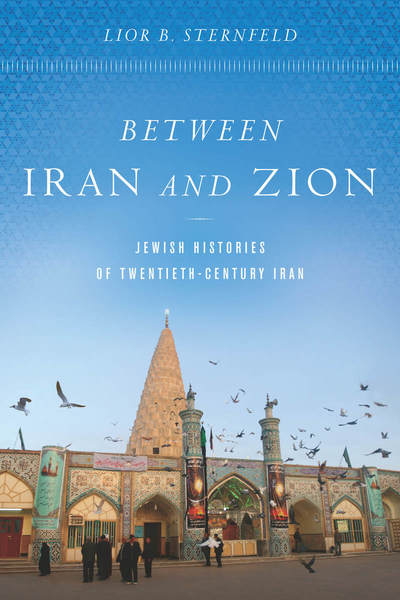 LIOR B. STERNFELD
BETWEEN
IRAN AND ZION
JEWISH HISTORIES
OF TWENTIETH-CENTURY IRAN